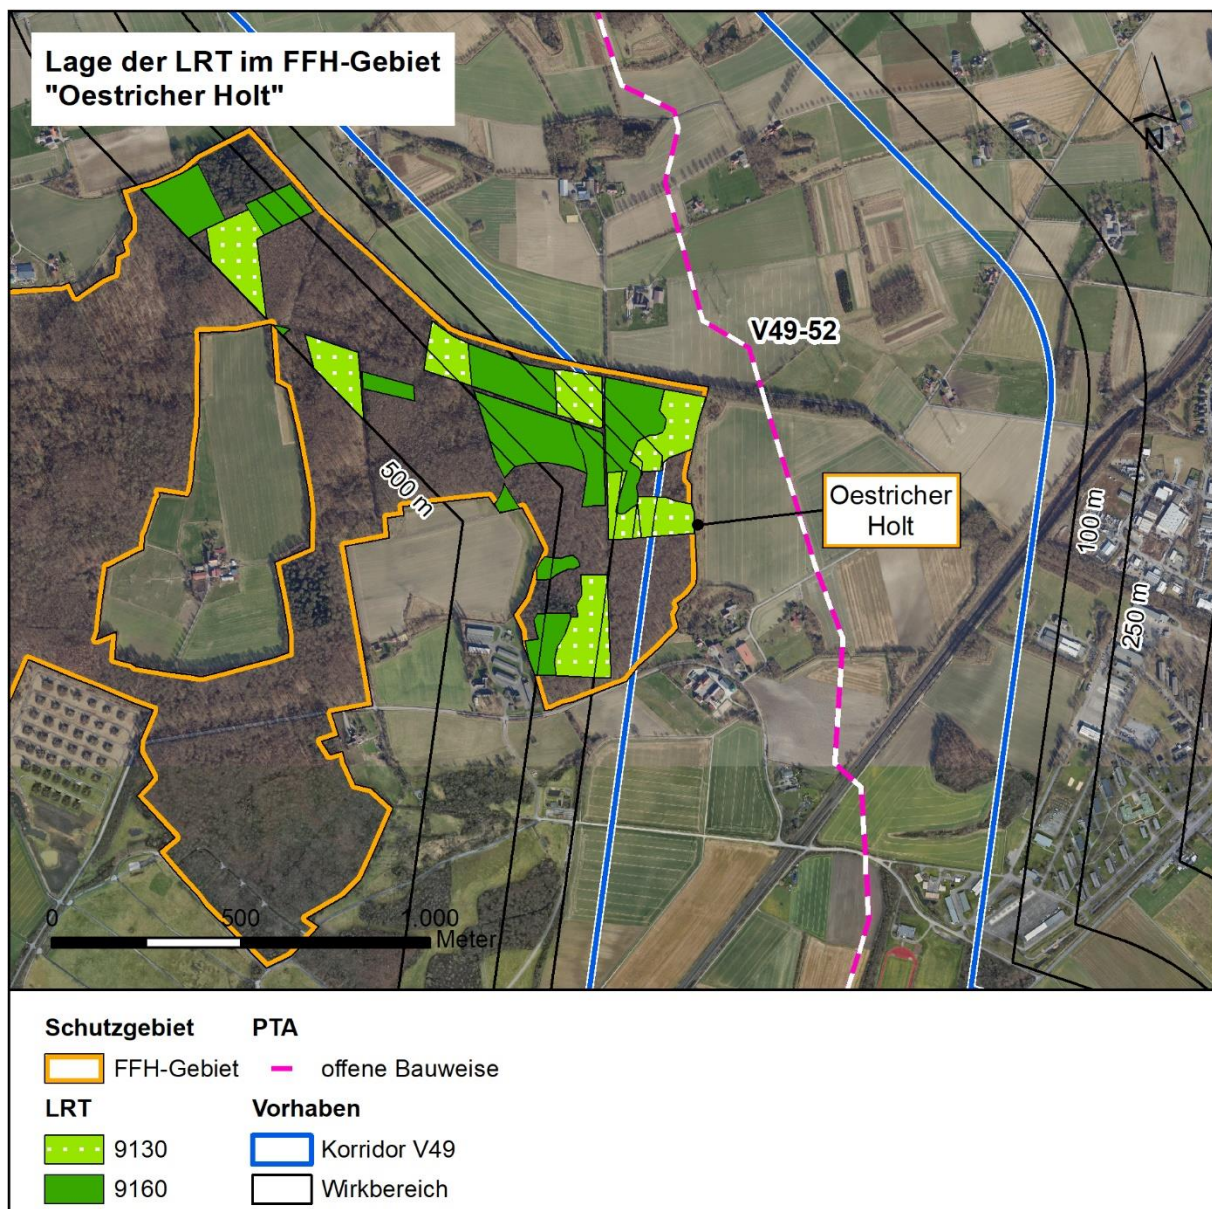 Lage der LRT im FFH-Gebiet
"Oestricher Holt"
N
V49-52
500 m
Oestricher
Holt
100 m
250 m
0 500 1.000
Meter
Schutzgebiet PTA
FFH-Gebiet offene Bauweise
LRT Vorhaben
9130 Korridor V49
9160 Wirkbereich